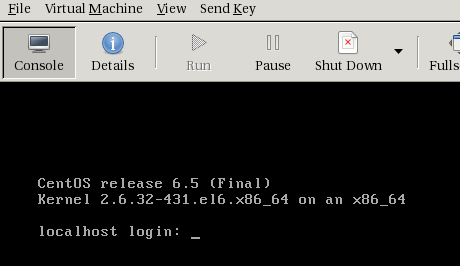 File Virtual Machine View Send Key
Console Details Run Pause Shut Down
CentOS release 6.5 (Final)
Kernel 2.6.32-431.el6.x86_64 on an x86_64
localhost login: _